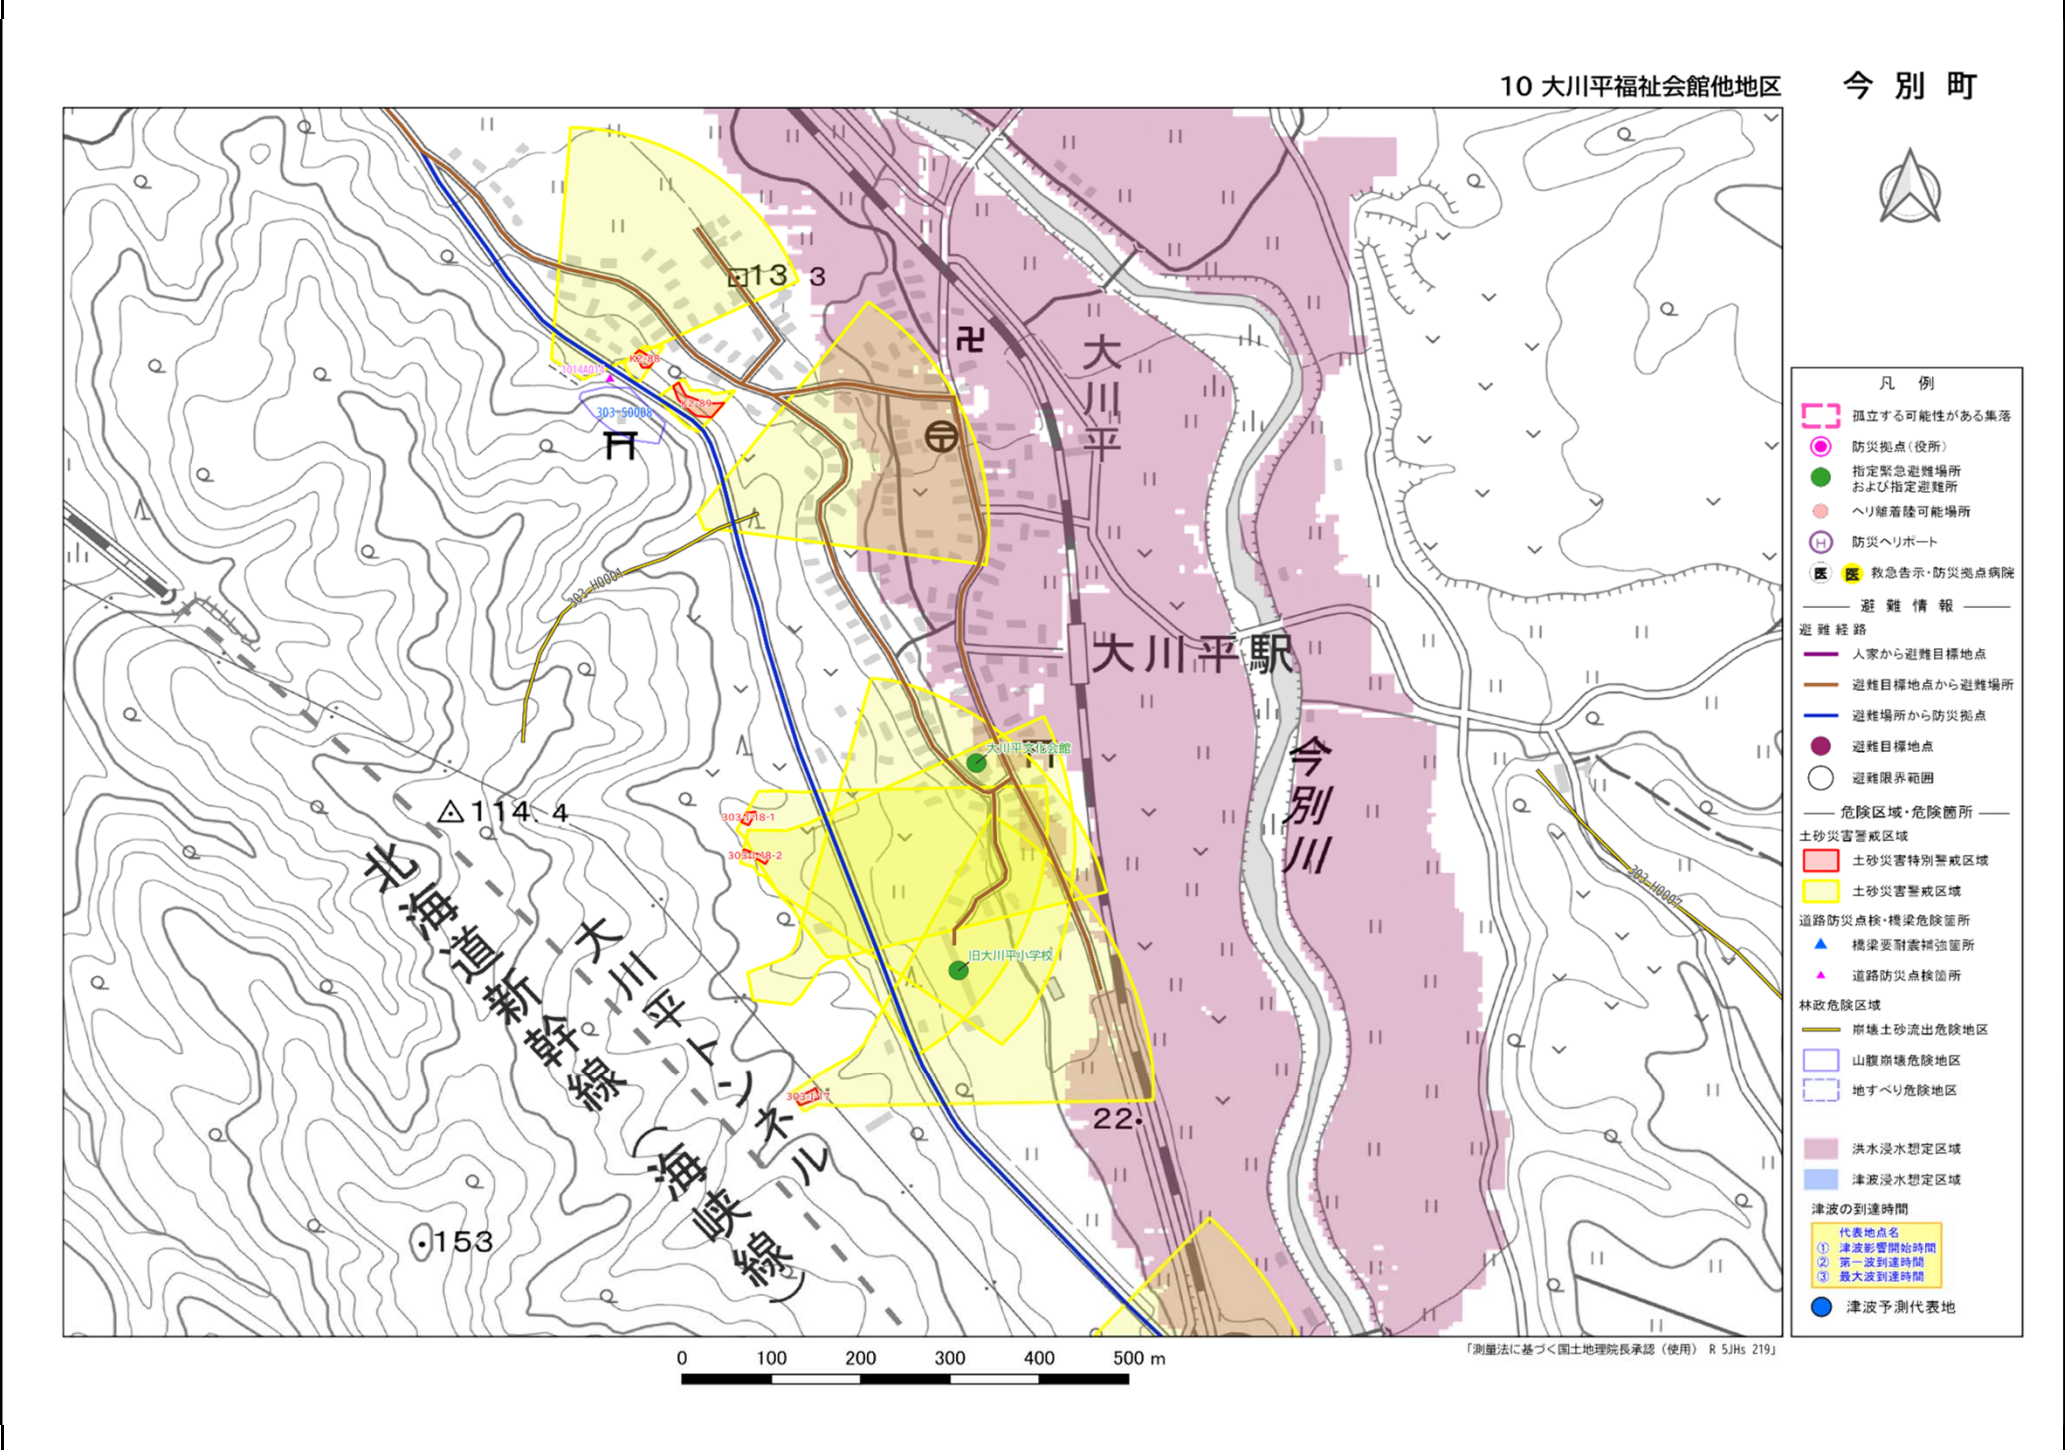 10 大川平福祉会館他地区
今別町
13.3
K2-88
1014A014
K2-89
303-S0008
大川平
303-H0001
大川平駅
大川平文化会館
今別川
303-I-18-1
303-I-18-2
114.4
303-H0007
旧大川平小学校
北海道新幹線
大川平トンネル
(海峡線)
303-I-17
22
153
凡 例
孤立する可能性がある集落
防災拠点(役所)
指定緊急避難場所
および指定避難所
ヘリ離着陸可能場所
H 防災ヘリポート
医 医 救急告示・防災拠点病院
避難情報
避難経路
人家から避難目標地点
避難目標地点から避難場所
避難場所から防災拠点
避難目標地点
避難限界範囲
危険区域・危険箇所
土砂災害警戒区域
土砂災害特別警戒区域
土砂災害警戒区域
道路防災点検・橋梁危険箇所
橋梁要耐震補強箇所
道路防災点検箇所
林政危険区域
崩壊土砂流出危険地区
山腹崩壊危険地区
地すべり危険地区
洪水浸水想定区域
津波浸水想定区域
津波の到達時間
代表地点名
① 津波影響開始時間
② 第一波到達時間
③ 最大波到達時間
津波予測代表地
「測量法に基づく国土地理院長承認(使用) R 5JHs 219」
0 100 200 300 400 500 m